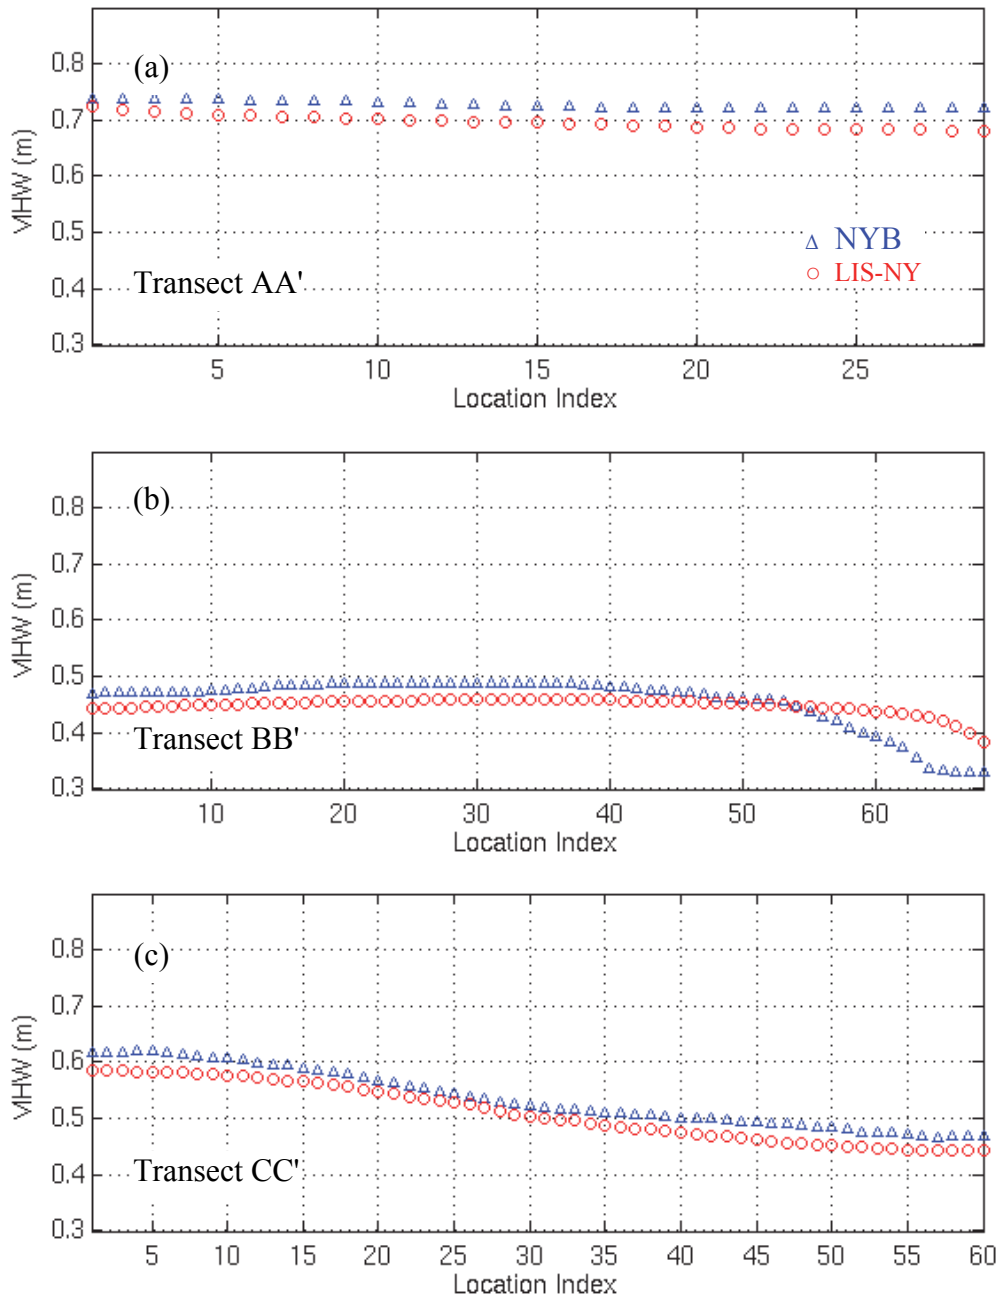 (a)
0.8
0.7
0.6
0.5
0.4
0.3
MHW (m)
△ NYB
○ LIS-NY
Transect AA'
5 10 15 20 25
Location Index
(b)
0.8
0.7
0.6
0.5
0.4
0.3
MHW (m)
Transect BB'
10 20 30 40 50 60
Location Index
(c)
0.8
0.7
0.6
0.5
0.4
0.3
MHW (m)
Transect CC'
5 10 15 20 25 30 35 40 45 50 55 60
Location Index